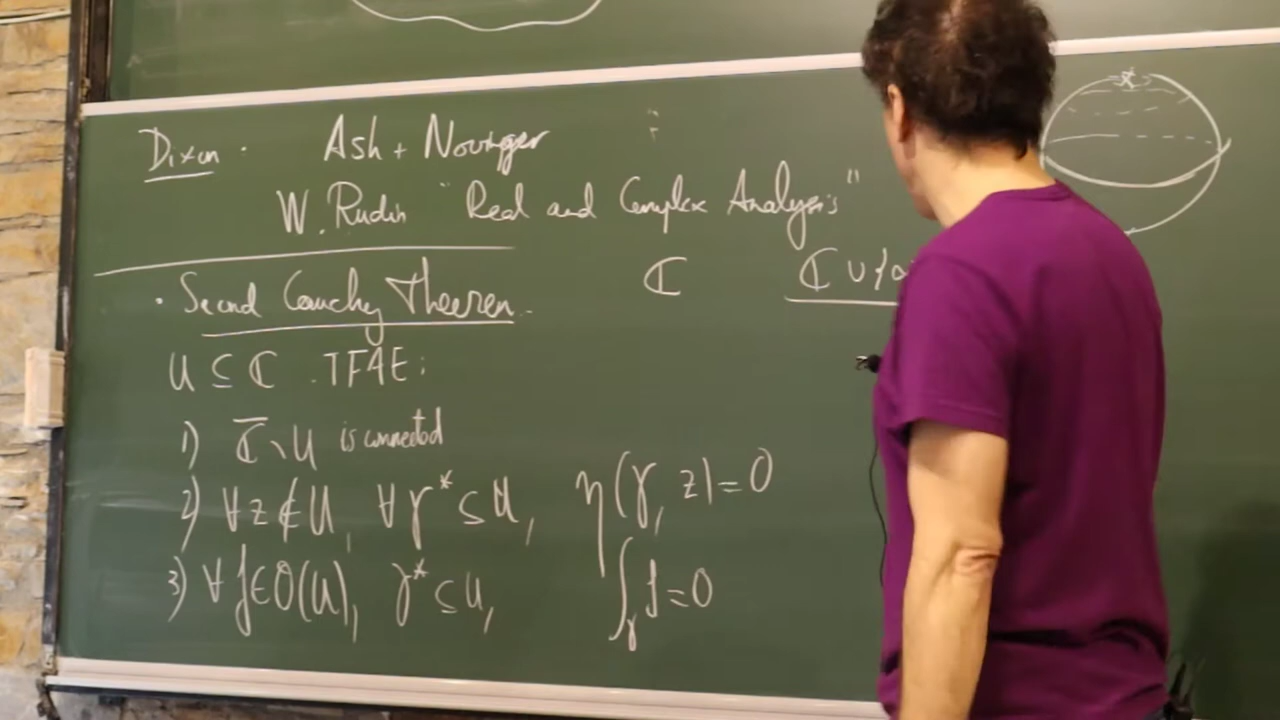 Dixon. Ash + Novinger
W. Rudin "Real and Complex Analysis"
· Second Cauchy Theorem.
ℂ ℂ ∪ {∞
U ⊆ ℂ. TFAE:
1) ℂ̅ \ U is connected
2) ∀z ∉ U, ∀γ* ⊆ U, η(γ, z) = 0
3) ∀f ∈ O(U), γ* ⊆ U, ∫_γ f = 0